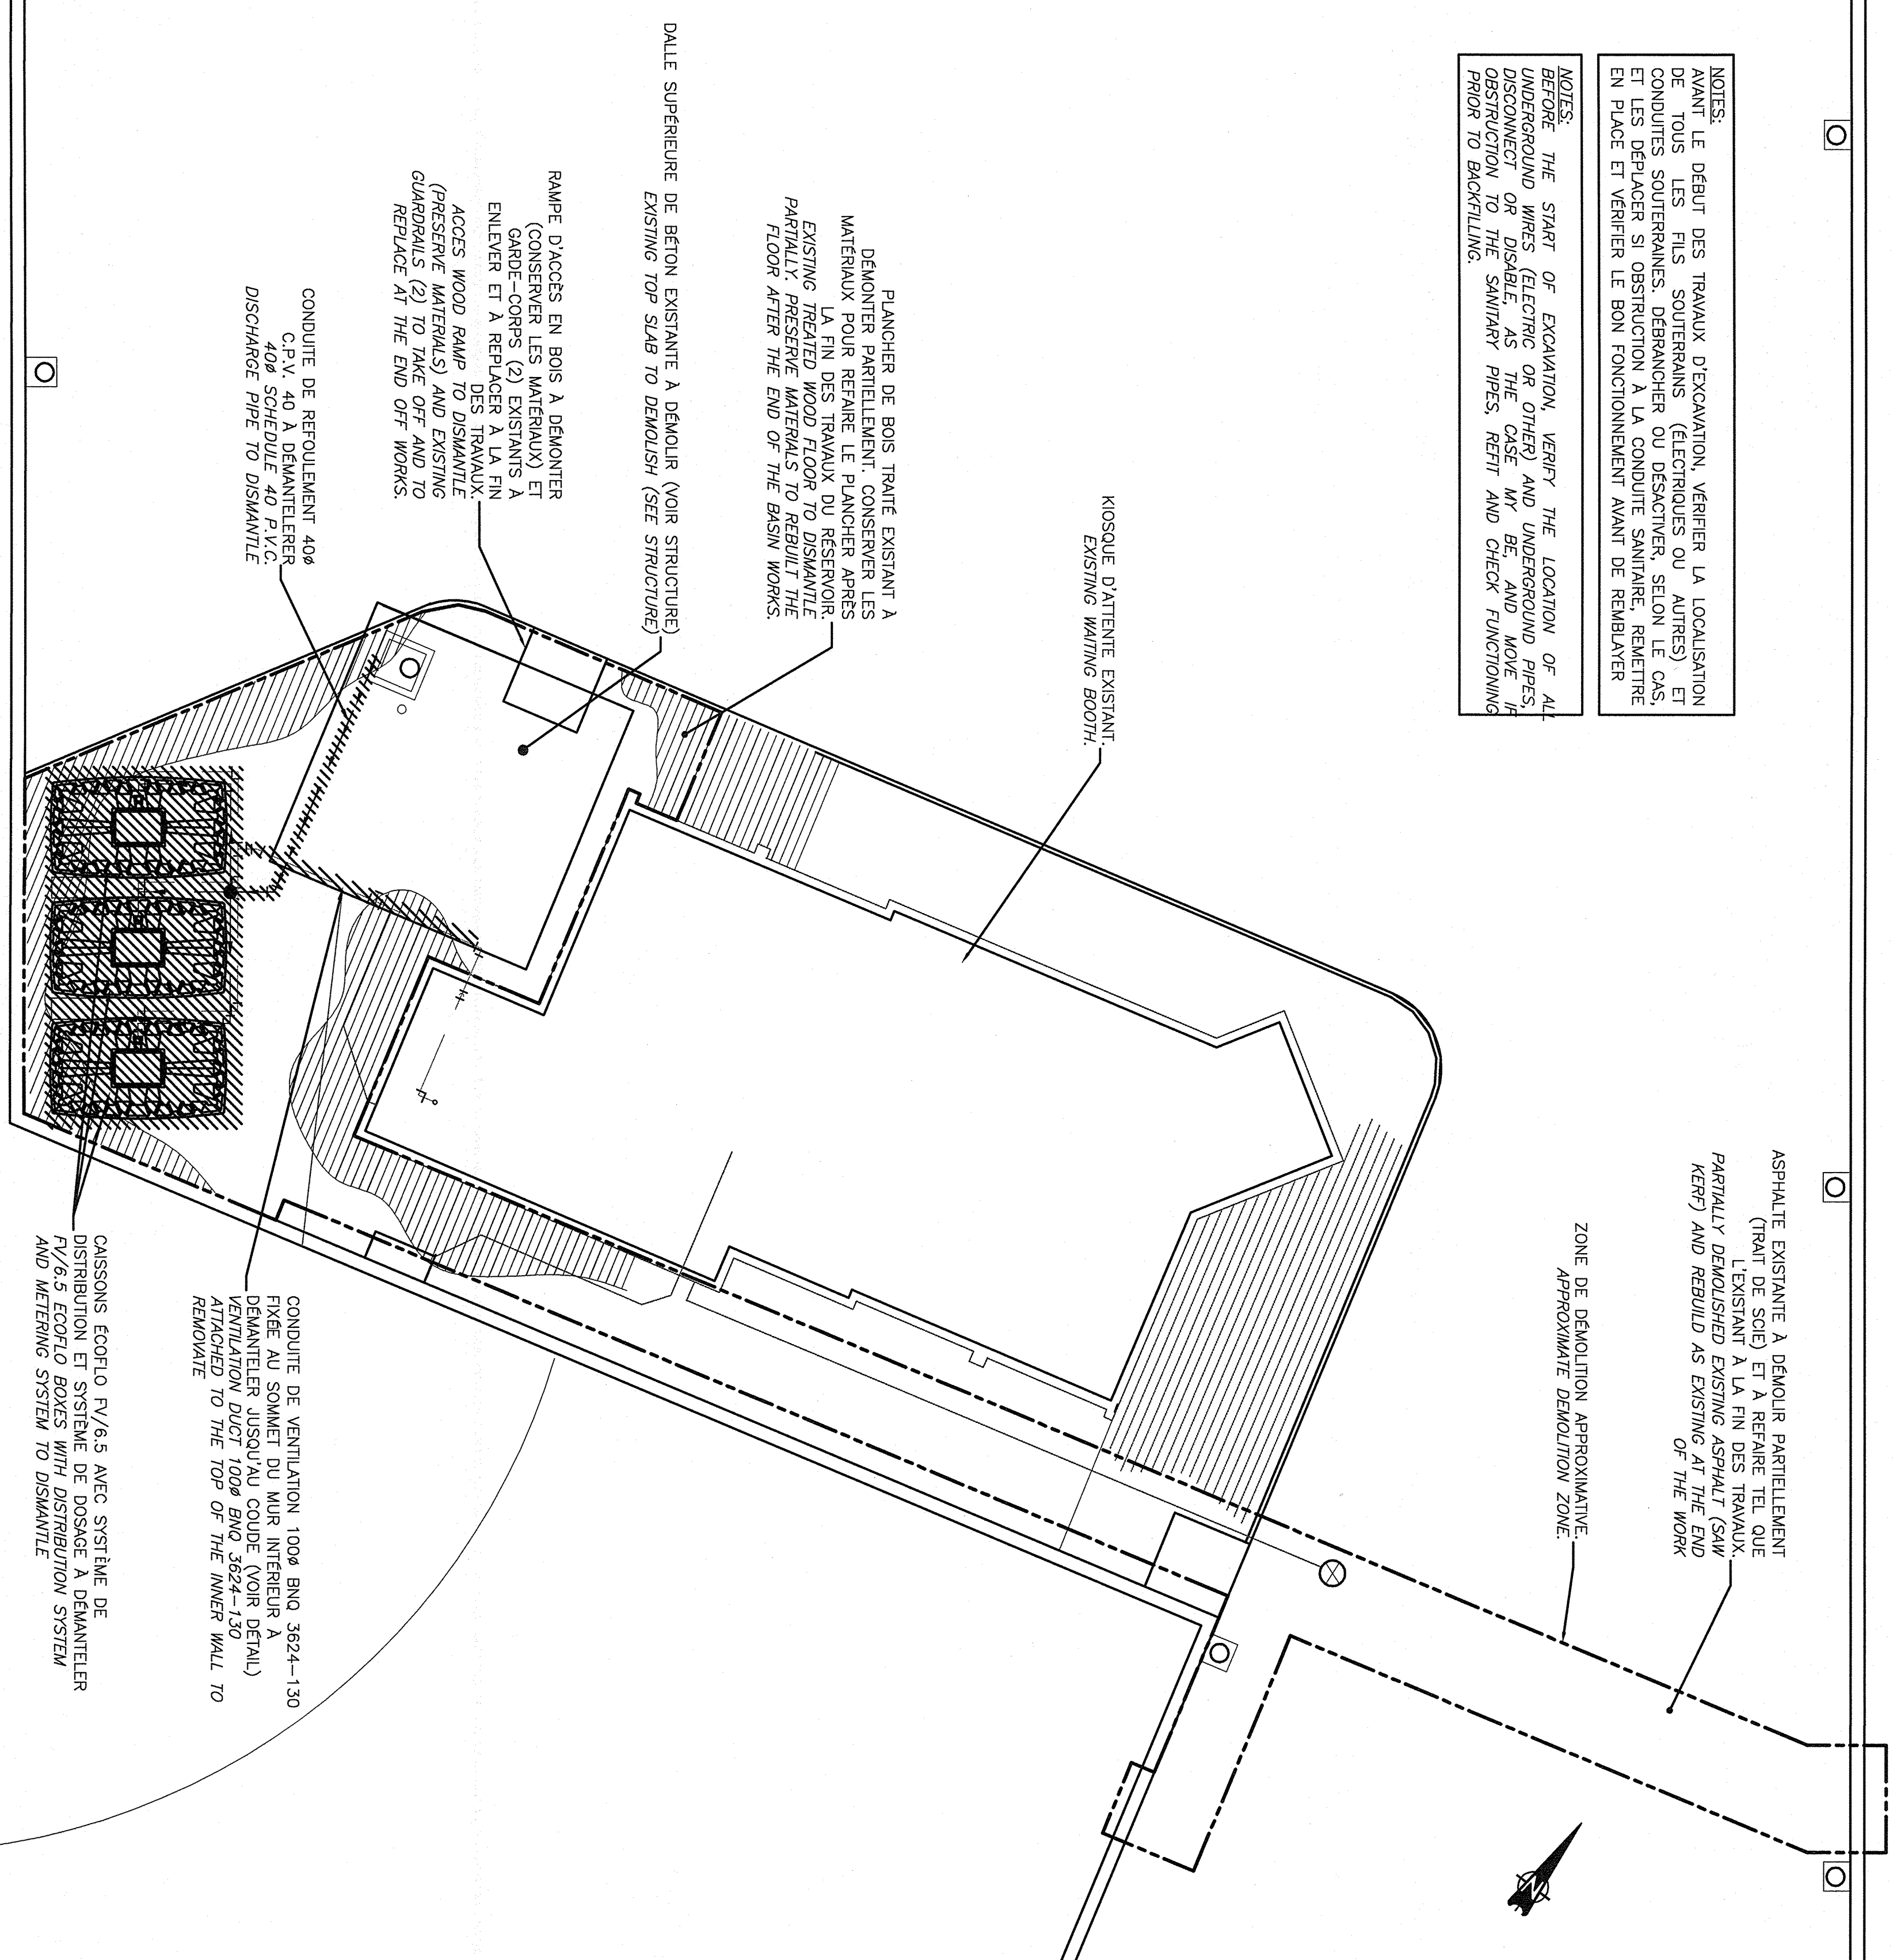 NOTES:
AVANT LE DÉBUT DES TRAVAUX D'EXCAVATION, VÉRIFIER LA LOCALISATION
DE TOUS LES FILS SOUTERRAINS (ÉLECTRIQUES OU AUTRES) ET
CONDUITES SOUTERRAINES. DÉBRANCHER OU DÉSACTIVER, SELON LE CAS,
ET LES DÉPLACER SI OBSTRUCTION À LA CONDUITE SANITAIRE, REMETTRE
EN PLACE ET VÉRIFIER LE BON FONCTIONNEMENT AVANT DE REMBLAYER
NOTES:
BEFORE THE START OF EXCAVATION, VERIFY THE LOCATION OF ALL
UNDERGROUND WIRES (ELECTRIC OR OTHER) AND UNDERGROUND PIPES,
DISCONNECT OR DISABLE, AS THE CASE MY BE, AND MOVE IF
OBSTRUCTION TO THE SANITARY PIPES, REFIT AND CHECK FUNCTIONING
PRIOR TO BACKFILLING.
ASPHALTE EXISTANTE À DÉMOLIR PARTIELLEMENT
(TRAIT DE SCIE) ET À REFAIRE TEL QUE
L'EXISTANT À LA FIN DES TRAVAUX.
PARTIALLY DEMOLISHED EXISTING ASPHALT (SAW
KERF) AND REBUILD AS EXISTING AT THE END
OF THE WORK
ZONE DE DÉMOLITION APPROXIMATIVE.
APPROXIMATE DEMOLITION ZONE.
KIOSQUE D'ATTENTE EXISTANT.
EXISTING WAITING BOOTH.
PLANCHER DE BOIS TRAITÉ EXISTANT À
DÉMONTER PARTIELLEMENT. CONSERVER LES
MATÉRIAUX POUR REFAIRE LE PLANCHER APRÈS
LA FIN DES TRAVAUX DU RÉSERVOIR.
EXISTING TREATED WOOD FLOOR TO DISMANTLE
PARTIALLY. PRESERVE MATERIALS TO REBUILT THE
FLOOR AFTER THE END OF THE BASIN WORKS.
DALLE SUPÉRIEURE DE BÉTON EXISTANTE À DÉMOLIR (VOIR STRUCTURE)
EXISTING TOP SLAB TO DEMOLISH (SEE STRUCTURE)
RAMPE D'ACCÈS EN BOIS À DÉMONTER
(CONSERVER LES MATÉRIAUX) ET
GARDE-CORPS (2) EXISTANTS À
ENLEVER ET À REPLACER À LA FIN
DES TRAVAUX.
ACCES WOOD RAMP TO DISMANTLE
(PRESERVE MATERIALS) AND EXISTING
GUARDRAILS (2) TO TAKE OFF AND TO
REPLACE AT THE END OFF WORKS.
CONDUITE DE REFOULEMENT 40ø
C.P.V. 40 À DÉMANTELERER
40ø SCHEDULE 40 P.V.C.
DISCHARGE PIPE TO DISMANTLE
CONDUITE DE VENTILATION 100ø BNQ 3624-130
FIXÉE AU SOMMET DU MUR INTÉRIEUR À
DÉMANTELER JUSQU'AU COUDE (VOIR DÉTAIL)
VENTILATION DUCT 100ø BNQ 3624-130
ATTACHED TO THE TOP OF THE INNER WALL TO
REMOVATE
CAISSONS ÉCOFLO FV/6.5 AVEC SYSTÈME DE
DISTRIBUTION ET SYSTÈME DE DOSAGE À DÉMANTELER
FV/6.5 ECOFLO BOXES WITH DISTRIBUTION SYSTEM
AND METERING SYSTEM TO DISMANTLE
N